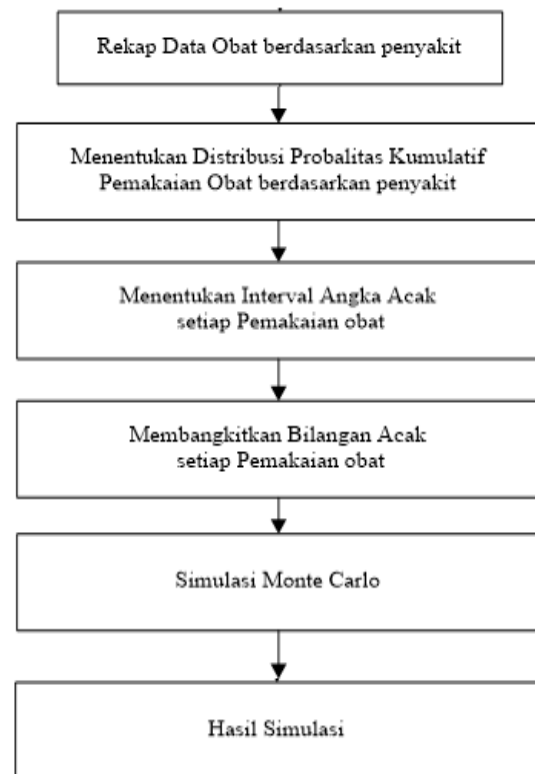 Rekap Data Obat berdasarkan penyakit
Menentukan Distribusi Probalitas Kumulatif
Pemakaian Obat berdasarkan penyakit
Menentukan Interval Angka Acak
setiap Pemakaian obat
Membangkitkan Bilangan Acak
setiap Pemakaian obat
Simulasi Monte Carlo
Hasil Simulasi